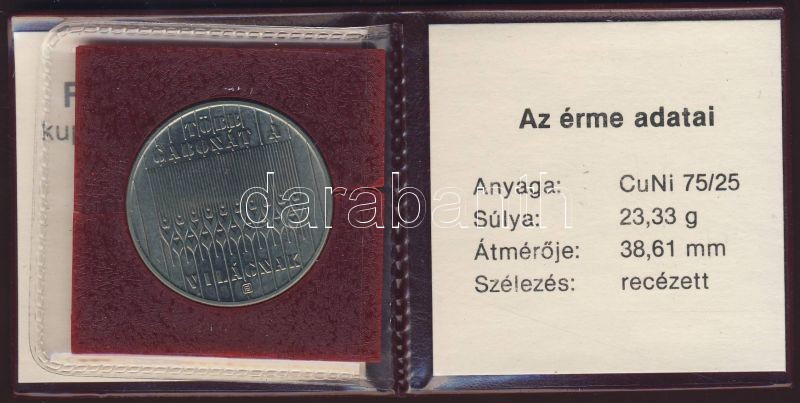 F
kup
TÖBB
GABONÁT A
VILÁGNAK
darabanth
Az érme adatai
Anyaga: CuNi 75/25
Súlya: 23,33 g
Átmérője: 38,61 mm
Szélezés: recézett